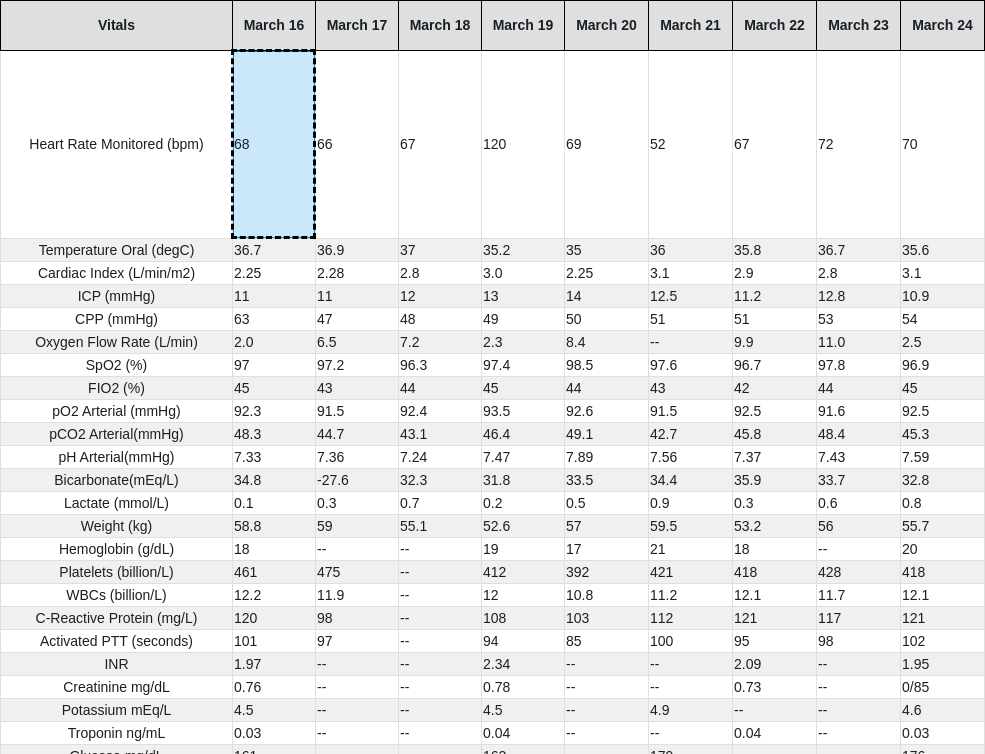 Vitals March 16 March 17 March 18 March 19 March 20 March 21 March 22 March 23 March 24
Heart Rate Monitored (bpm) 68 66 67 120 69 52 67 72 70
Temperature Oral (degC) 36.7 36.9 37 35.2 35 36 35.8 36.7 35.6
Cardiac Index (L/min/m2) 2.25 2.28 2.8 3.0 2.25 3.1 2.9 2.8 3.1
ICP (mmHg) 11 11 12 13 14 12.5 11.2 12.8 10.9
CPP (mmHg) 63 47 48 49 50 51 51 53 54
Oxygen Flow Rate (L/min) 2.0 6.5 7.2 2.3 8.4 -- 9.9 11.0 2.5
SpO2 (%) 97 97.2 96.3 97.4 98.5 97.6 96.7 97.8 96.9
FIO2 (%) 45 43 44 45 44 43 42 44 45
pO2 Arterial (mmHg) 92.3 91.5 92.4 93.5 92.6 91.5 92.5 91.6 92.5
pCO2 Arterial(mmHg) 48.3 44.7 43.1 46.4 49.1 42.7 45.8 48.4 45.3
pH Arterial(mmHg) 7.33 7.36 7.24 7.47 7.89 7.56 7.37 7.43 7.59
Bicarbonate(mEq/L) 34.8 -27.6 32.3 31.8 33.5 34.4 35.9 33.7 32.8
Lactate (mmol/L) 0.1 0.3 0.7 0.2 0.5 0.9 0.3 0.6 0.8
Weight (kg) 58.8 59 55.1 52.6 57 59.5 53.2 56 55.7
Hemoglobin (g/dL) 18 -- -- 19 17 21 18 -- 20
Platelets (billion/L) 461 475 -- 412 392 421 418 428 418
WBCs (billion/L) 12.2 11.9 -- 12 10.8 11.2 12.1 11.7 12.1
C-Reactive Protein (mg/L) 120 98 -- 108 103 112 121 117 121
Activated PTT (seconds) 101 97 -- 94 85 100 95 98 102
INR 1.97 -- -- 2.34 -- -- 2.09 -- 1.95
Creatinine mg/dL 0.76 -- -- 0.78 -- -- 0.73 -- 0/85
Potassium mEq/L 4.5 -- -- 4.5 -- 4.9 -- -- 4.6
Troponin ng/mL 0.03 -- -- 0.04 -- -- 0.04 -- 0.03